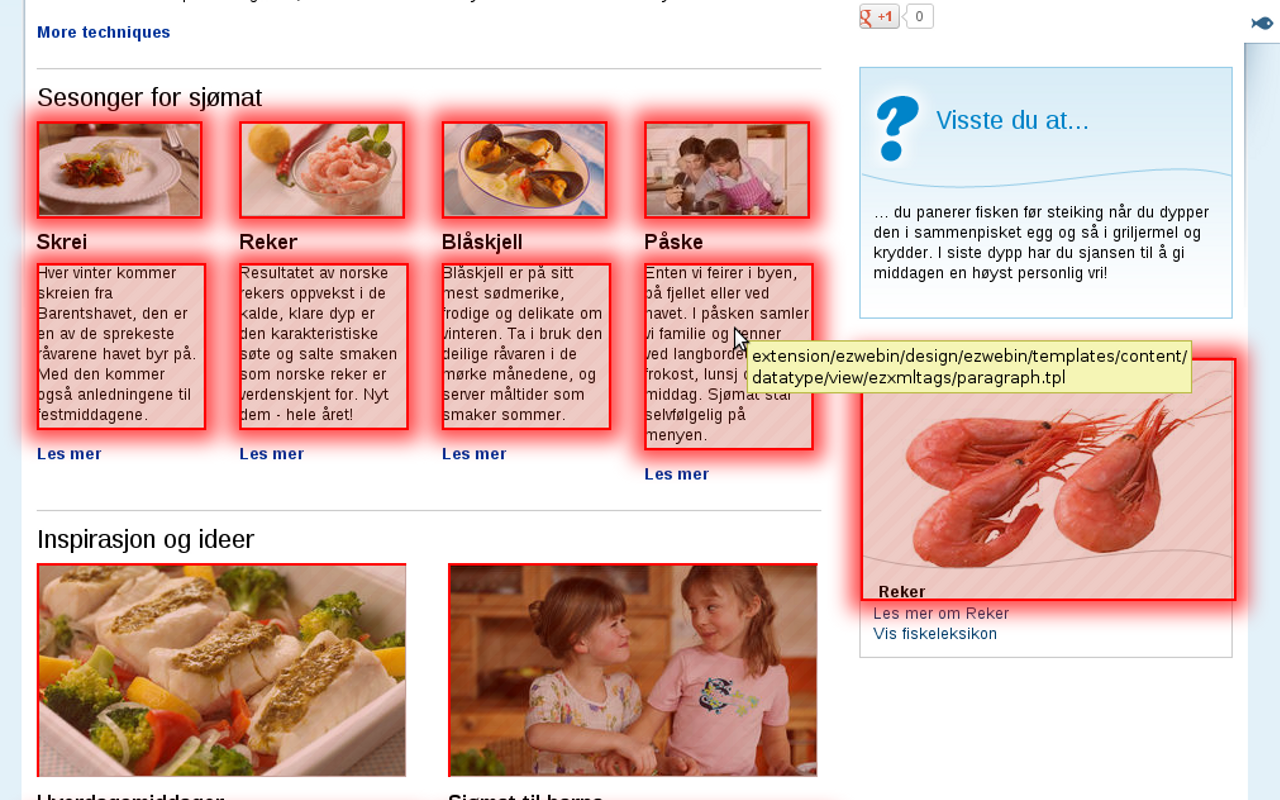 More techniques
+1
0
Sesonger for sjømat
Skrei
Hver vinter kommer
skreien fra
Barentshavet, den er
en av de sprekeste
råvarene havet byr på.
Med den kommer
også anledningene til
festmiddagene.
Les mer
Reker
Resultatet av norske
rekers oppvekst i de
kalde, klare dyp er
den karakteristiske
søte og salte smaken
som norske reker er
verdenskjent for. Nyt
dem - hele året!
Les mer
Blåskjell
Blåskjell er på sitt
mest sødmerike,
frodige og delikate om
vinteren. Ta i bruk den
deilige råvaren i de
mørke månedene, og
server måltider som
smaker sommer.
Les mer
Påske
Enten vi feirer i byen,
på fjellet eller ved
havet. I påsken samler
vi familie og venner
ved langbordet
frokost, lunsj
middag. Sjømat står
selvfølgelig på
menyen.
Les mer
extension/ezwebin/design/ezwebin/templates/content/
datatype/view/ezxmltags/paragraph.tpl
Inspirasjon og ideer
Hverdagsmiddager
Sjømat til barna
?
Visste du at...
... du panerer fisken før steiking når du dypper
den i sammenpisket egg og så i griljermel og
krydder. I siste dypp har du sjansen til å gi
middagen en høyst personlig vri!
Reker
Les mer om Reker
Vis fiskeleksikon